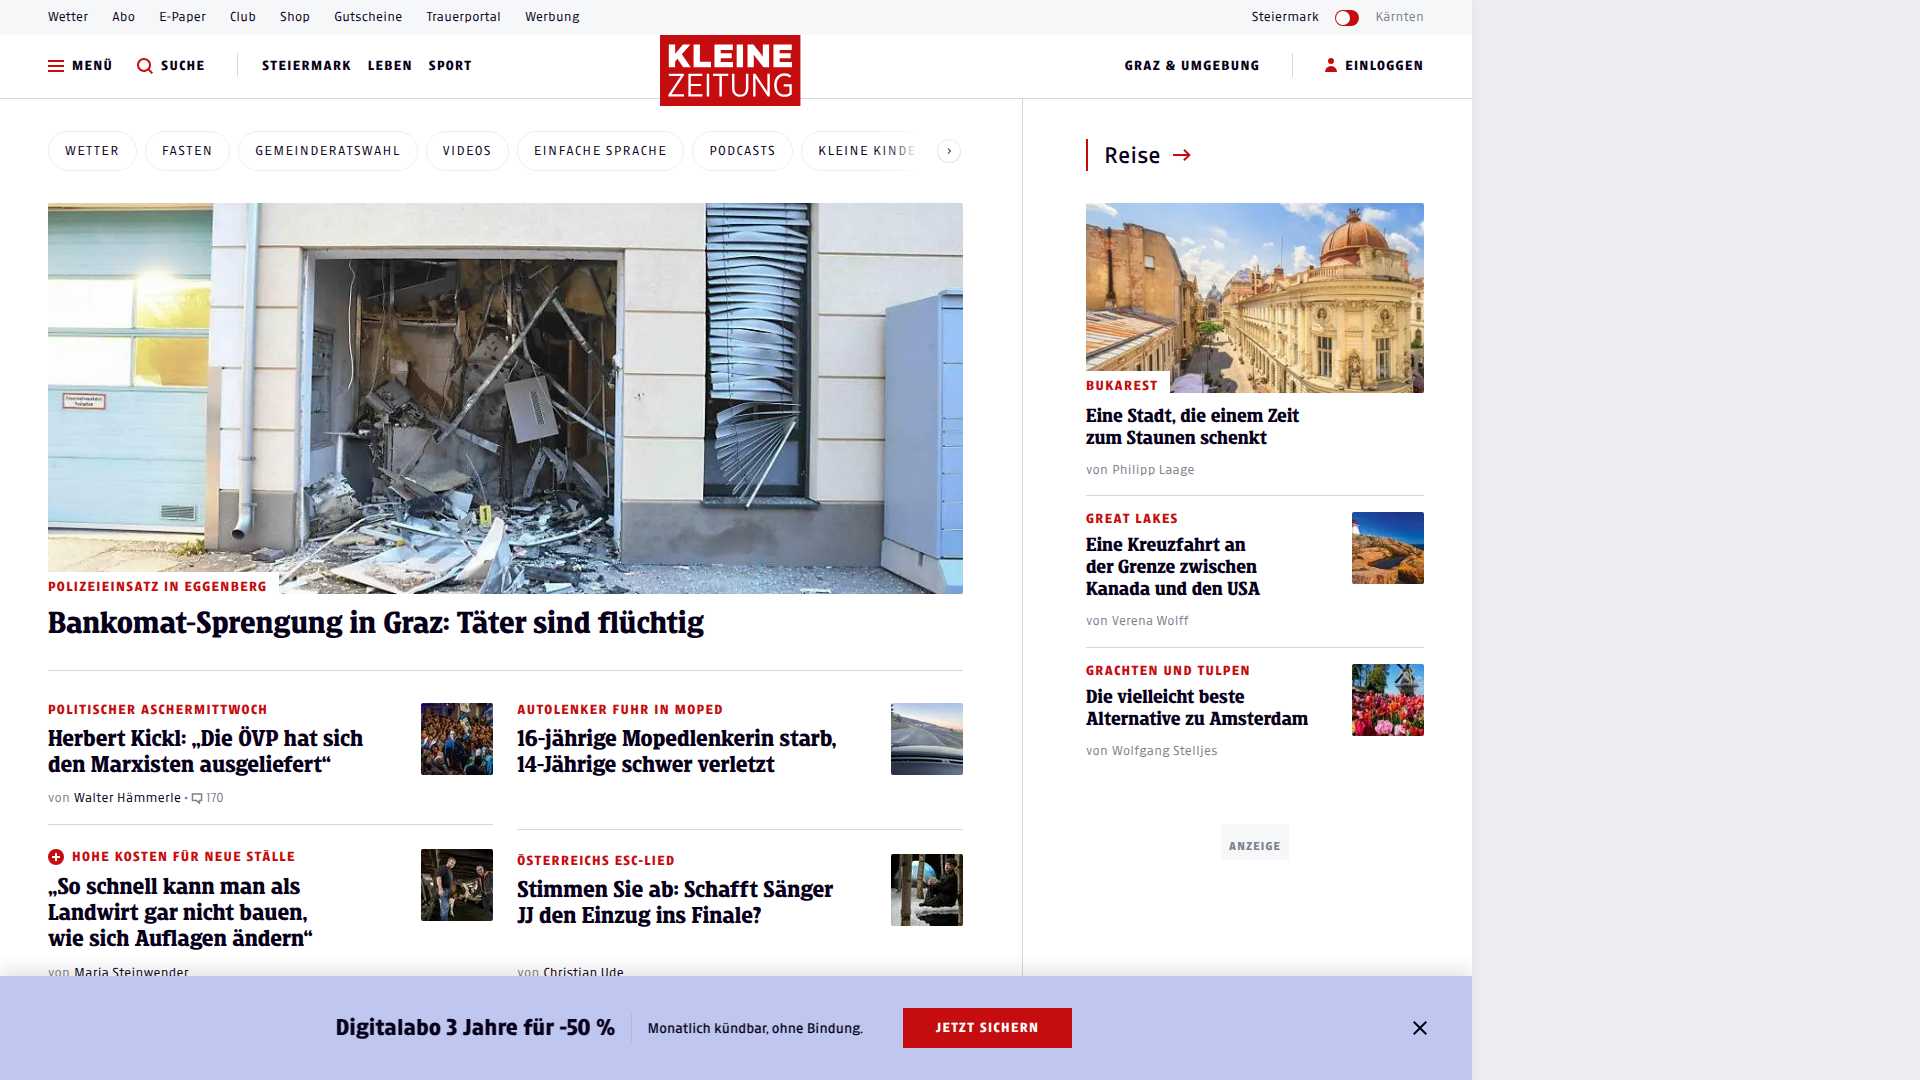 Wetter Abo E-Paper Club Shop Gutscheine Trauerportal Werbung Steiermark Kärnten
MENÜ SUCHE STEIERMARK LEBEN SPORT KLEINE ZEITUNG GRAZ & UMGEBUNG EINLOGGEN
WETTER FASTEN GEMEINDERATSWAHL VIDEOS EINFACHE SPRACHE PODCASTS KLEINE KINDE
POLIZEIEINSATZ IN EGGENBERG
Bankomat-Sprengung in Graz: Täter sind flüchtig
POLITISCHER ASCHERMITTWOCH
Herbert Kickl: „Die ÖVP hat sich
den Marxisten ausgeliefert“
von Walter Hämmerle • 170
AUTOLENKER FUHR IN MOPED
16-jährige Mopedlenkerin starb,
14-Jährige schwer verletzt
HOHE KOSTEN FÜR NEUE STÄLLE
„So schnell kann man als
Landwirt gar nicht bauen,
wie sich Auflagen ändern“
von Maria Steinwender
ÖSTERREICHS ESC-LIED
Stimmen Sie ab: Schafft Sänger
JJ den Einzug ins Finale?
von Christian Ude
Reise
BUKAREST
Eine Stadt, die einem Zeit
zum Staunen schenkt
von Philipp Laage
GREAT LAKES
Eine Kreuzfahrt an
der Grenze zwischen
Kanada und den USA
von Verena Wolff
GRACHTEN UND TULPEN
Die vielleicht beste
Alternative zu Amsterdam
von Wolfgang Stelljes
ANZEIGE
Digitalabo 3 Jahre für -50 % Monatlich kündbar, ohne Bindung. JETZT SICHERN